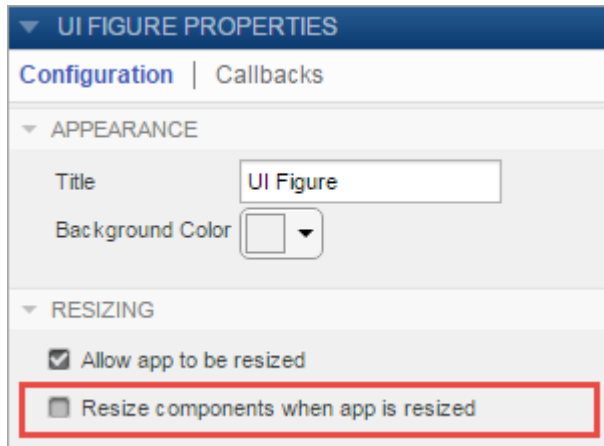 UI FIGURE PROPERTIES
Configuration | Callbacks
APPEARANCE
Title UI Figure
Background Color
RESIZING
Allow app to be resized
Resize components when app is resized